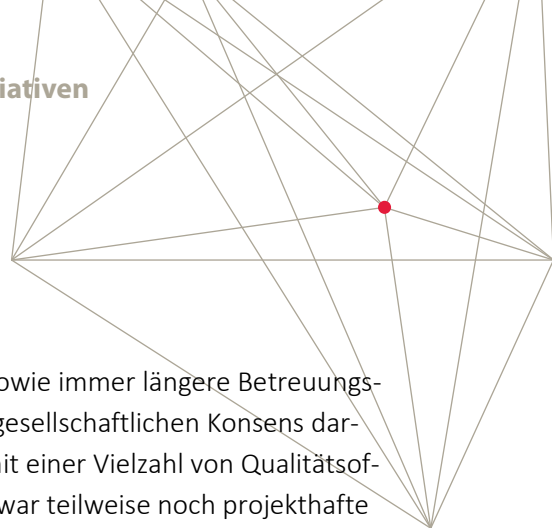 iativen
owie immer längere Betreuungs-
gesellschaftlichen Konsens dar-
it einer Vielzahl von Qualitätsof-
war teilweise noch projekthafte